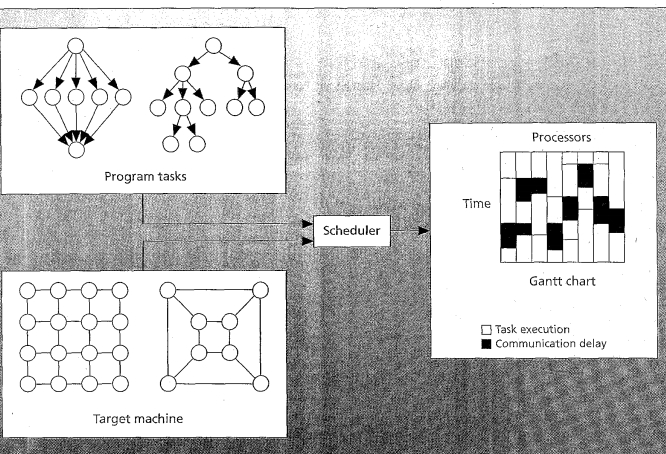 Program tasks
Scheduler
Target machine
Processors
Time
Gantt chart
Task execution
Communication delay